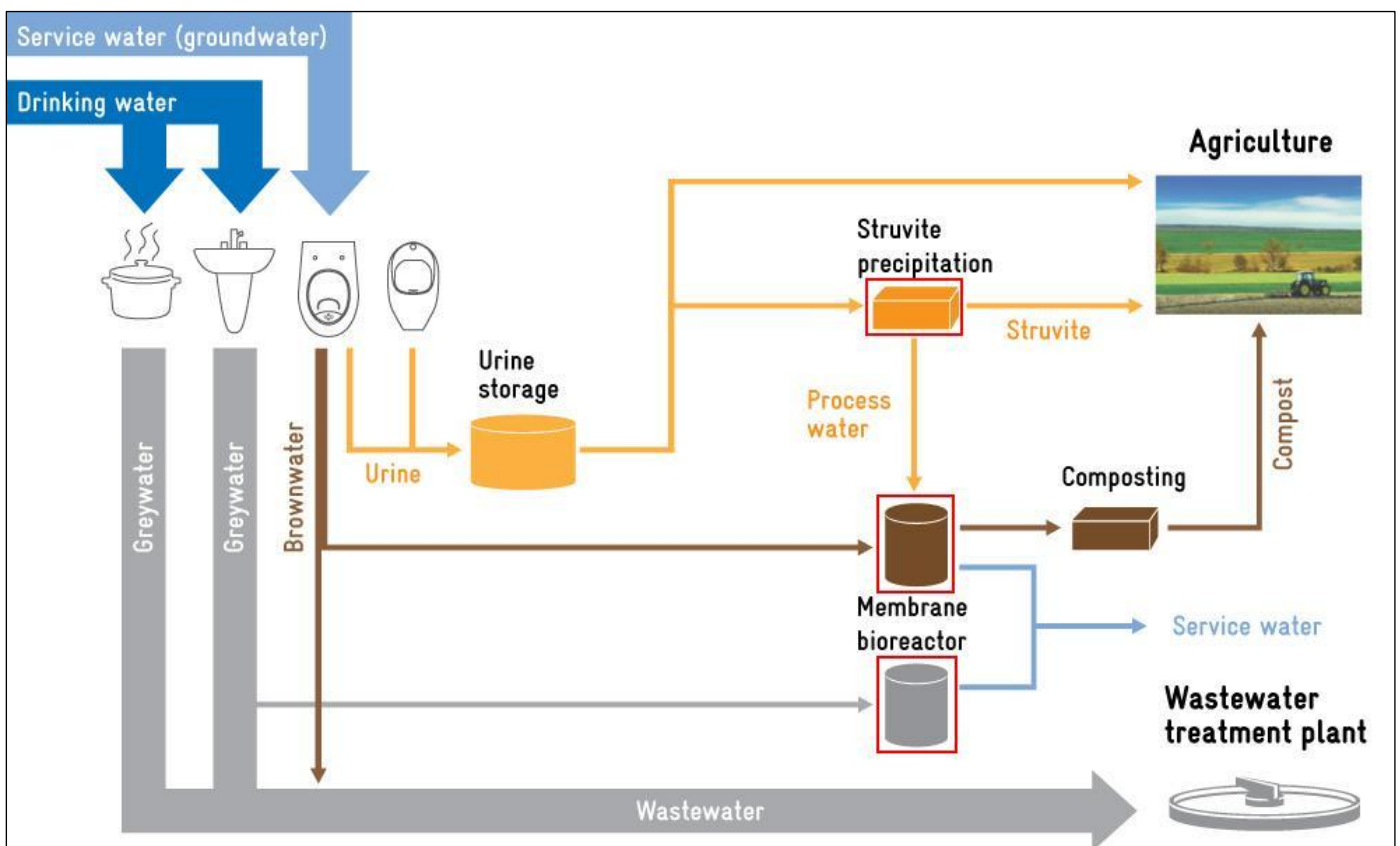 Service water (groundwater)
Drinking water
Agriculture
Struvite
precipitation
Struvite
Urine
storage
Process
water
Urine
Greywater
Greywater
Brownwater
Compost
Composting
Membrane
bioreactor
Service water
Wastewater
treatment plant
Wastewater